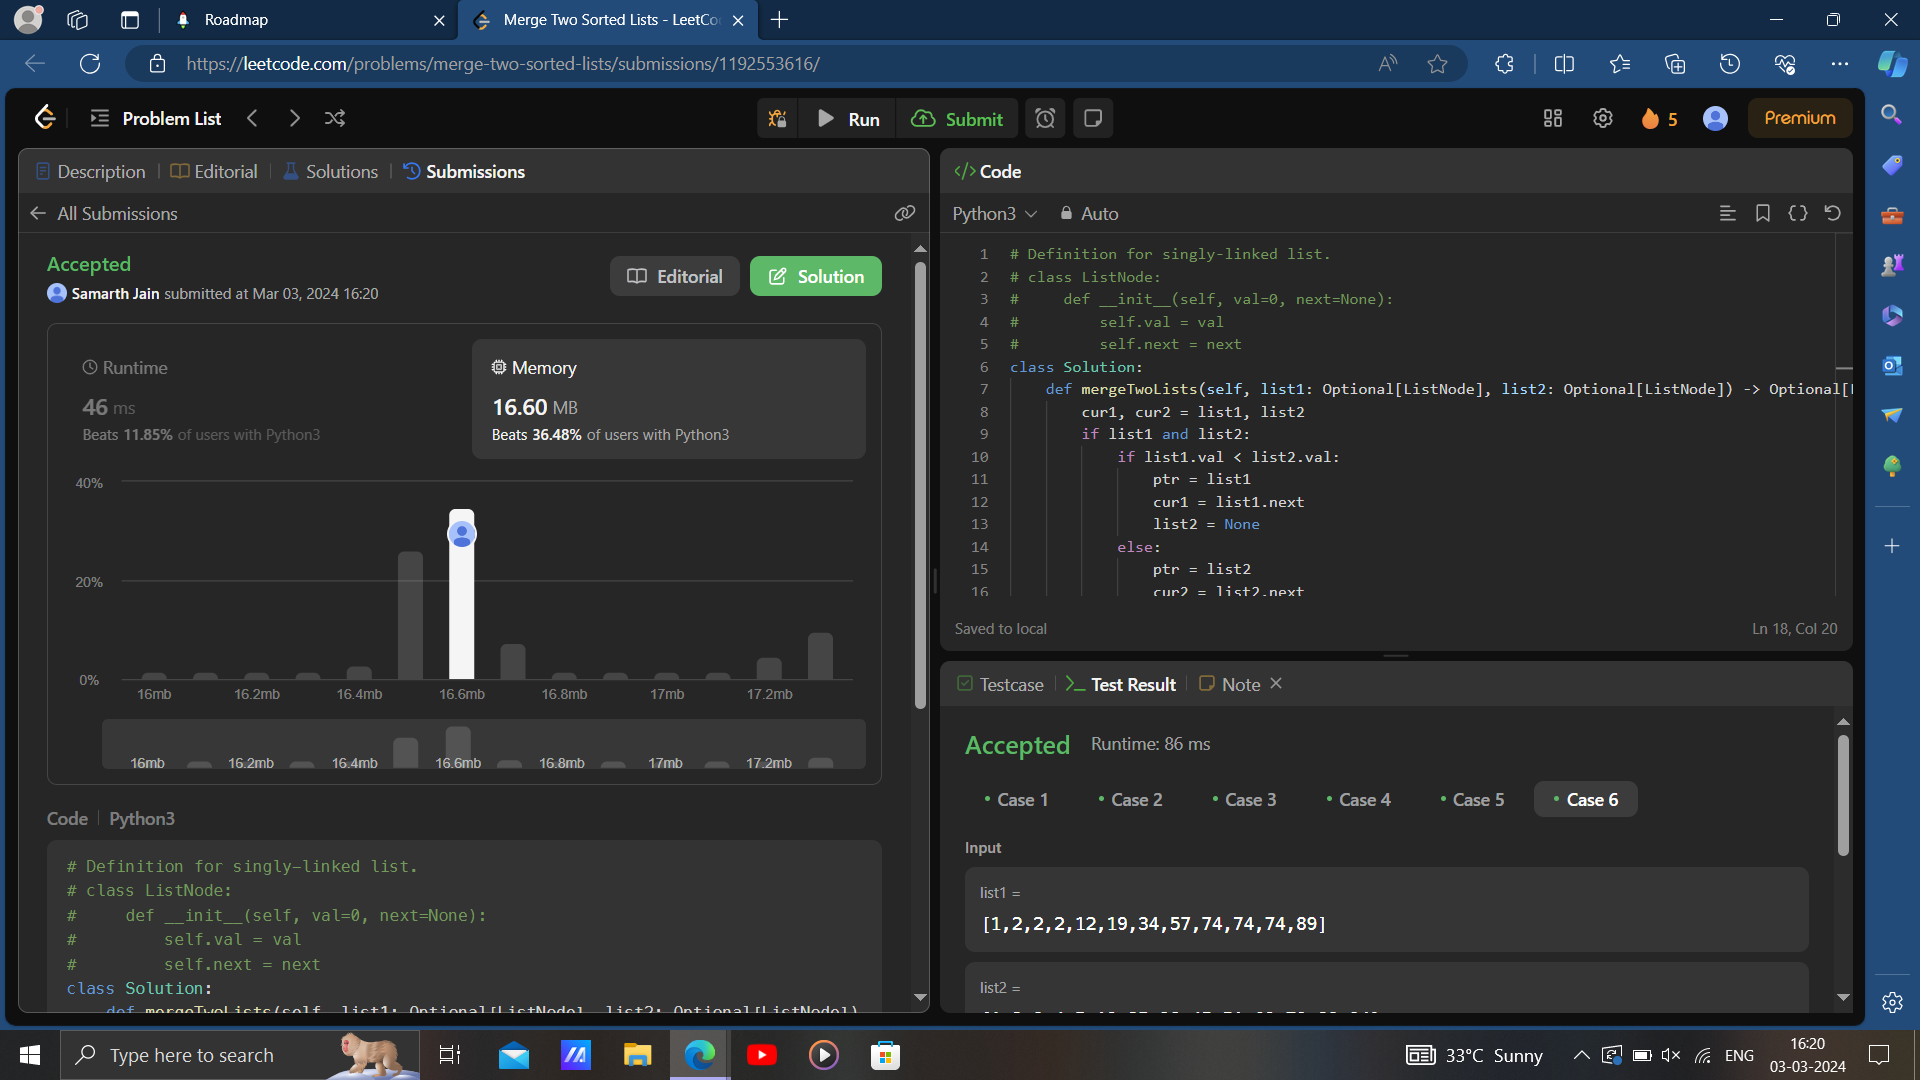 Roadmap
Merge Two Sorted Lists - LeetCo
https://leetcode.com/problems/merge-two-sorted-lists/submissions/1192553616/
Problem List
Run
Submit
5
Premium
Description
Editorial
Solutions
Submissions
All Submissions
Accepted
Samarth Jain submitted at Mar 03, 2024 16:20
Editorial
Solution
Runtime
46 ms
Beats 11.85% of users with Python3
Memory
16.60 MB
Beats 36.48% of users with Python3
40%
20%
0%
16mb 16.2mb 16.4mb 16.6mb 16.8mb 17mb 17.2mb
16mb 16.2mb 16.4mb 16.6mb 16.8mb 17mb 17.2mb
Code | Python3
# Definition for singly-linked list.
# class ListNode:
#     def __init__(self, val=0, next=None):
#         self.val = val
#         self.next = next
class Solution:
    def mergeTwoLists(self, list1: Optional[ListNode], list2: Optional[ListNode])
</> Code
Python3
Auto
1 # Definition for singly-linked list.
2 # class ListNode:
3 #     def __init__(self, val=0, next=None):
4 #         self.val = val
5 #         self.next = next
6 class Solution:
7     def mergeTwoLists(self, list1: Optional[ListNode], list2: Optional[ListNode]) -> Optional[L
8         cur1, cur2 = list1, list2
9         if list1 and list2:
10             if list1.val < list2.val:
11                 ptr = list1
12                 cur1 = list1.next
13                 list2 = None
14             else:
15                 ptr = list2
16                 cur2 = list2.next
Saved to local
Ln 18, Col 20
Testcase
Test Result
Note
Accepted Runtime: 86 ms
Case 1
Case 2
Case 3
Case 4
Case 5
Case 6
Input
list1 =
[1,2,2,2,12,19,34,57,74,74,74,89]
list2 =
Type here to search
33°C Sunny
ENG
16:20
03-03-2024